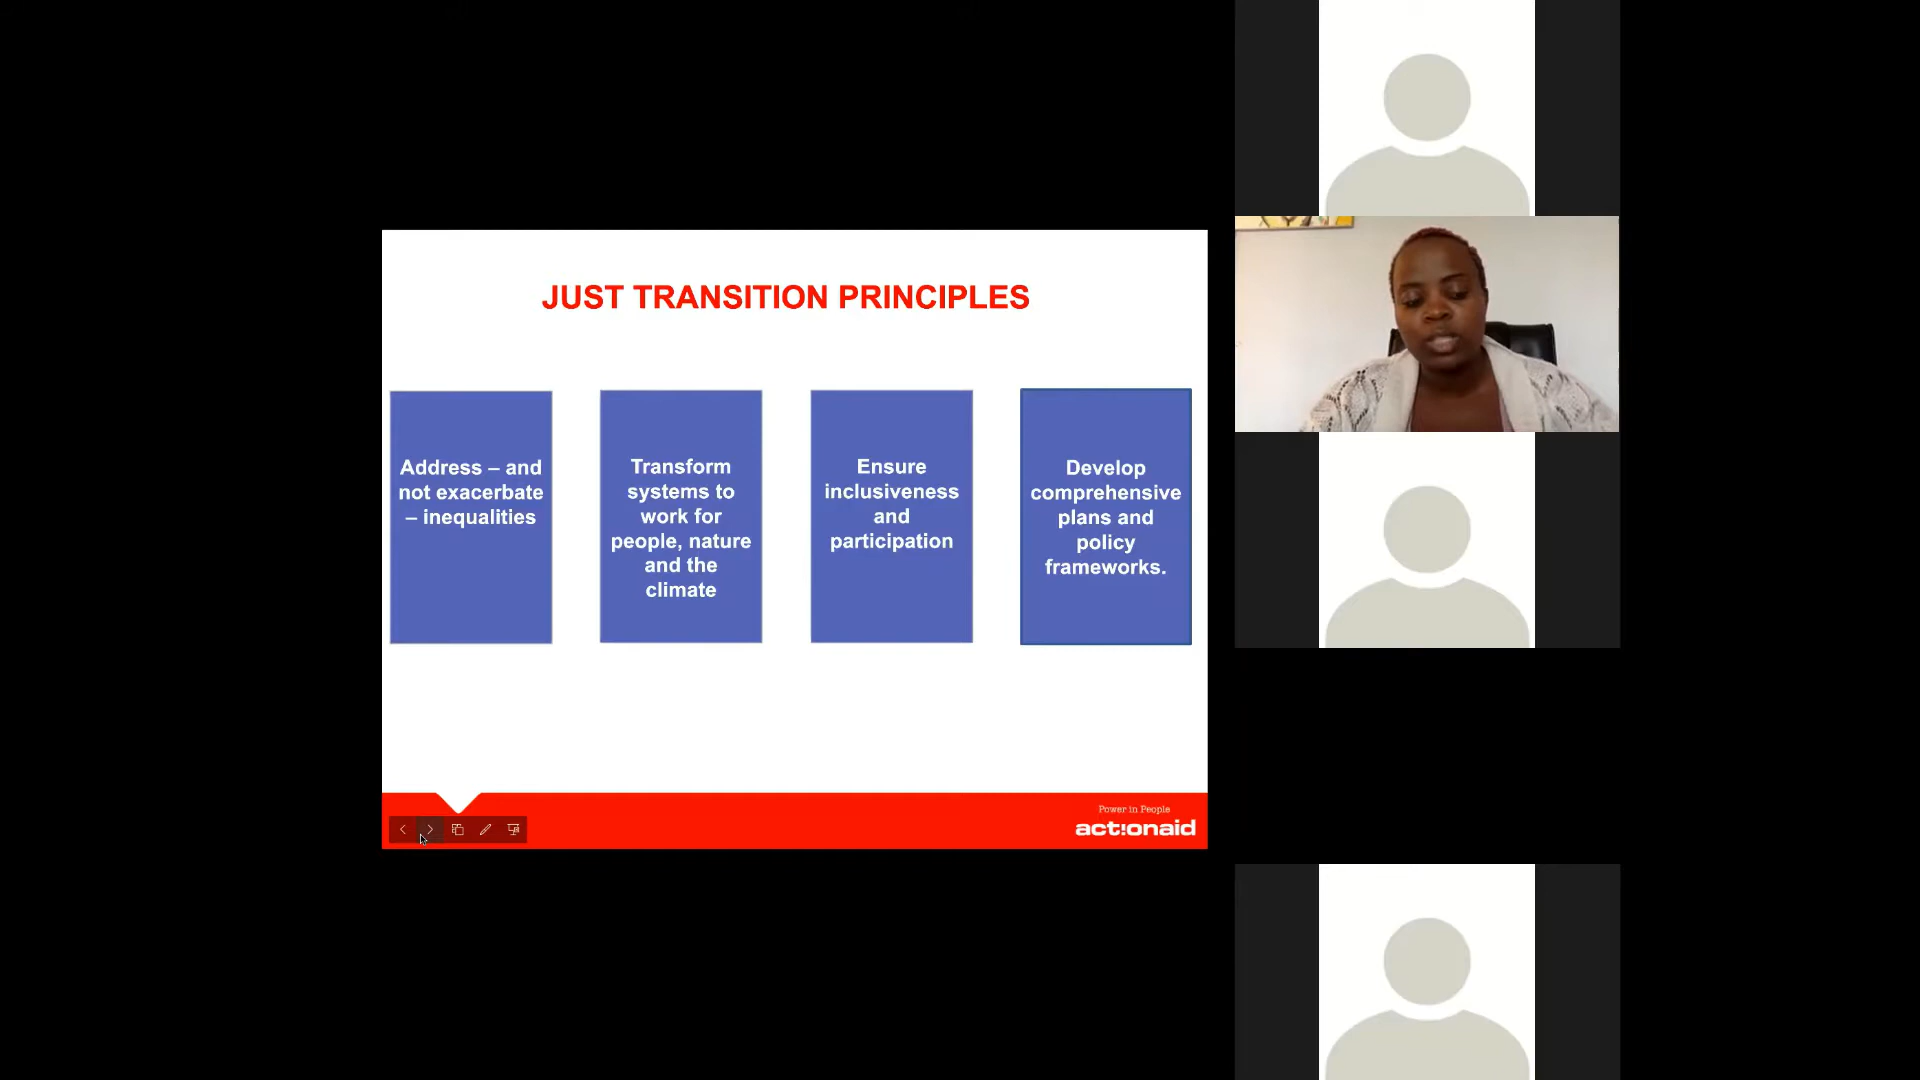 JUST TRANSITION PRINCIPLES
Address – and
not exacerbate
– inequalities
Transform
systems to
work for
people, nature
and the
climate
Ensure
inclusiveness
and
participation
Develop
comprehensive
plans and
policy
frameworks.
Power in People
act!onaid